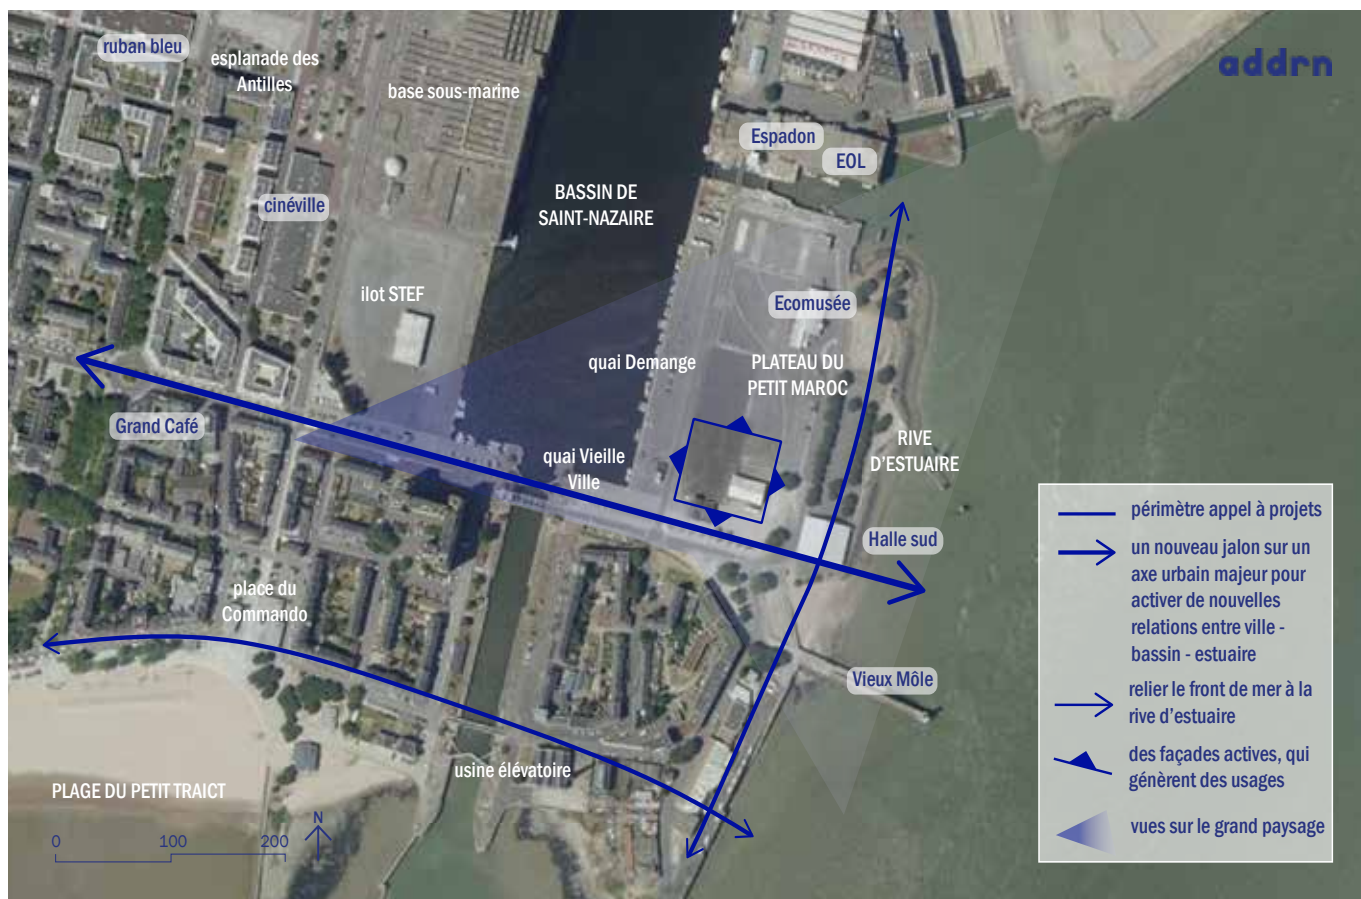 ruban bleu
esplanade des
Antilles
base sous-marine
addrn
Espadon
EOL
BASSIN DE
SAINT-NAZAIRE
cinéville
ilot STEF
Ecomusée
quai Demange
PLATEAU DU
PETIT MAROC
Grand Café
RIVE
D'ESTUAIRE
quai Vieille
Ville
Halle sud
place du
Commando
Vieux Môle
usine élévatoire
PLAGE DU PETIT TRAICT
0 100 200
N
périmètre appel à projets
un nouveau jalon sur un
axe urbain majeur pour
activer de nouvelles
relations entre ville -
bassin - estuaire
relier le front de mer à la
rive d'estuaire
des façades actives, qui
génèrent des usages
vues sur le grand paysage